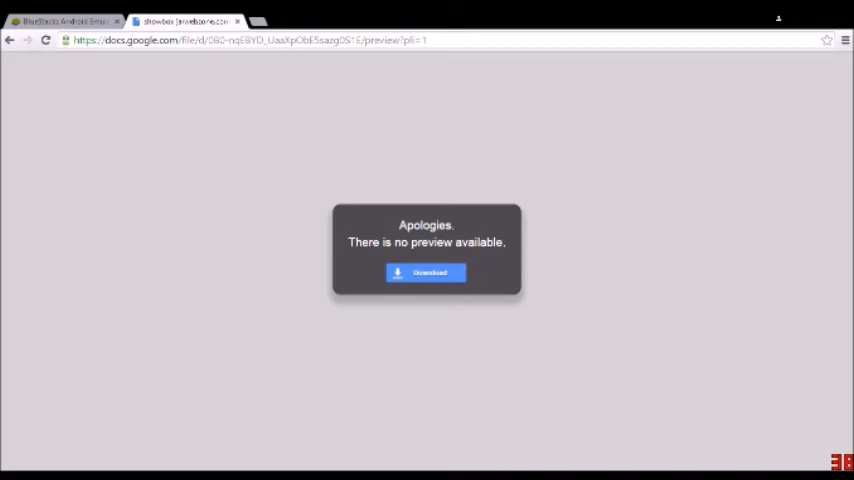 BlueStacks Android Emul
showbox [arwebzone.com
https://docs.google.com/file/d/0B0-nqEBYD_UaaXpObE5sazg0S1E/preview?pli=1
Apologies.
There is no preview available.
Download
38